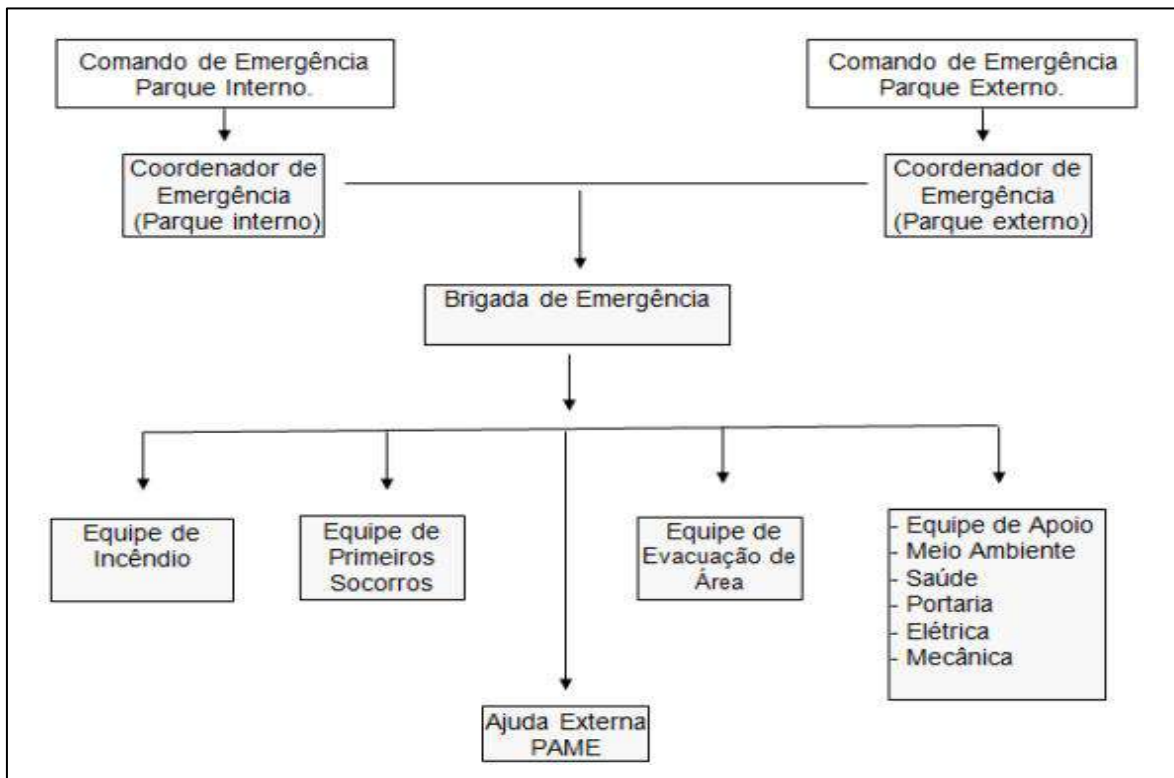 Comando de Emergência
Parque Interno.
Comando de Emergência
Parque Externo.
Coordenador de
Emergência
(Parque interno)
Coordenador de
Emergência
(Parque externo)
Brigada de Emergência
Equipe de
Incêndio
Equipe de
Primeiros
Socorros
Equipe de
Evacuação de
Área
- Equipe de Apoio
- Meio Ambiente
- Saúde
- Portaria
- Elétrica
- Mecânica
Ajuda Externa
PAME